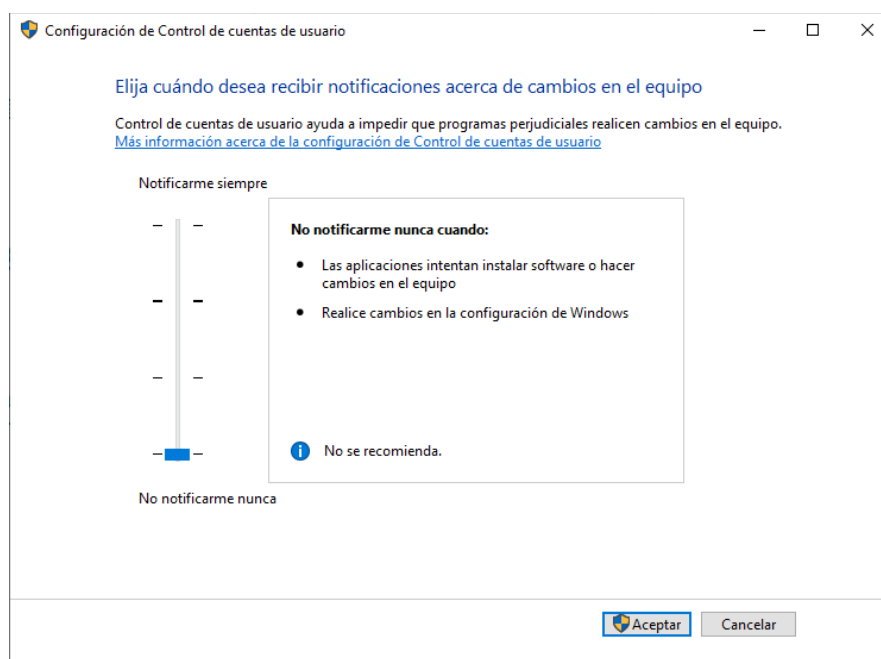 Configuración de Control de cuentas de usuario
Elija cuándo desea recibir notificaciones acerca de cambios en el equipo
Control de cuentas de usuario ayuda a impedir que programas perjudiciales realicen cambios en el equipo.
Más información acerca de la configuración de Control de cuentas de usuario
Notificarme siempre
No notificarme nunca cuando:
Las aplicaciones intentan instalar software o hacer
cambios en el equipo
Realice cambios en la configuración de Windows
No se recomienda.
No notificarme nunca
Aceptar
Cancelar